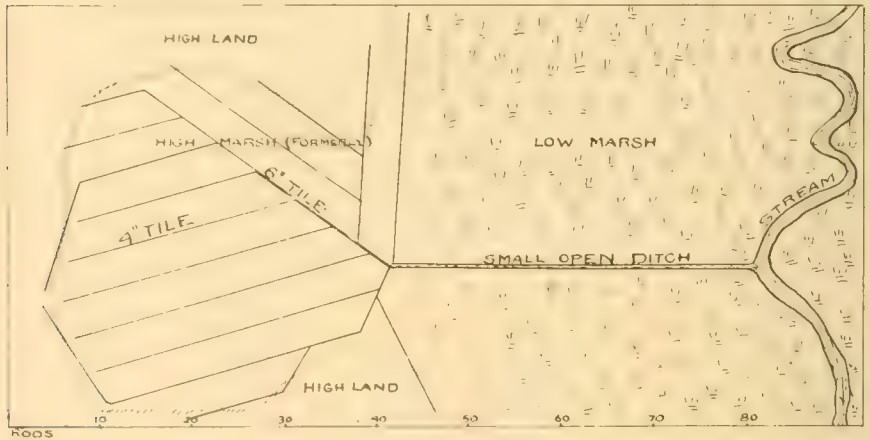 HIGH LAND
HIGH MARSH (FORMERLY)
LOW MARSH
6" TILE
4" TILE
STREAM
SMALL OPEN DITCH
HIGH LAND
10 20 30 40 50 60 70 80
RODS